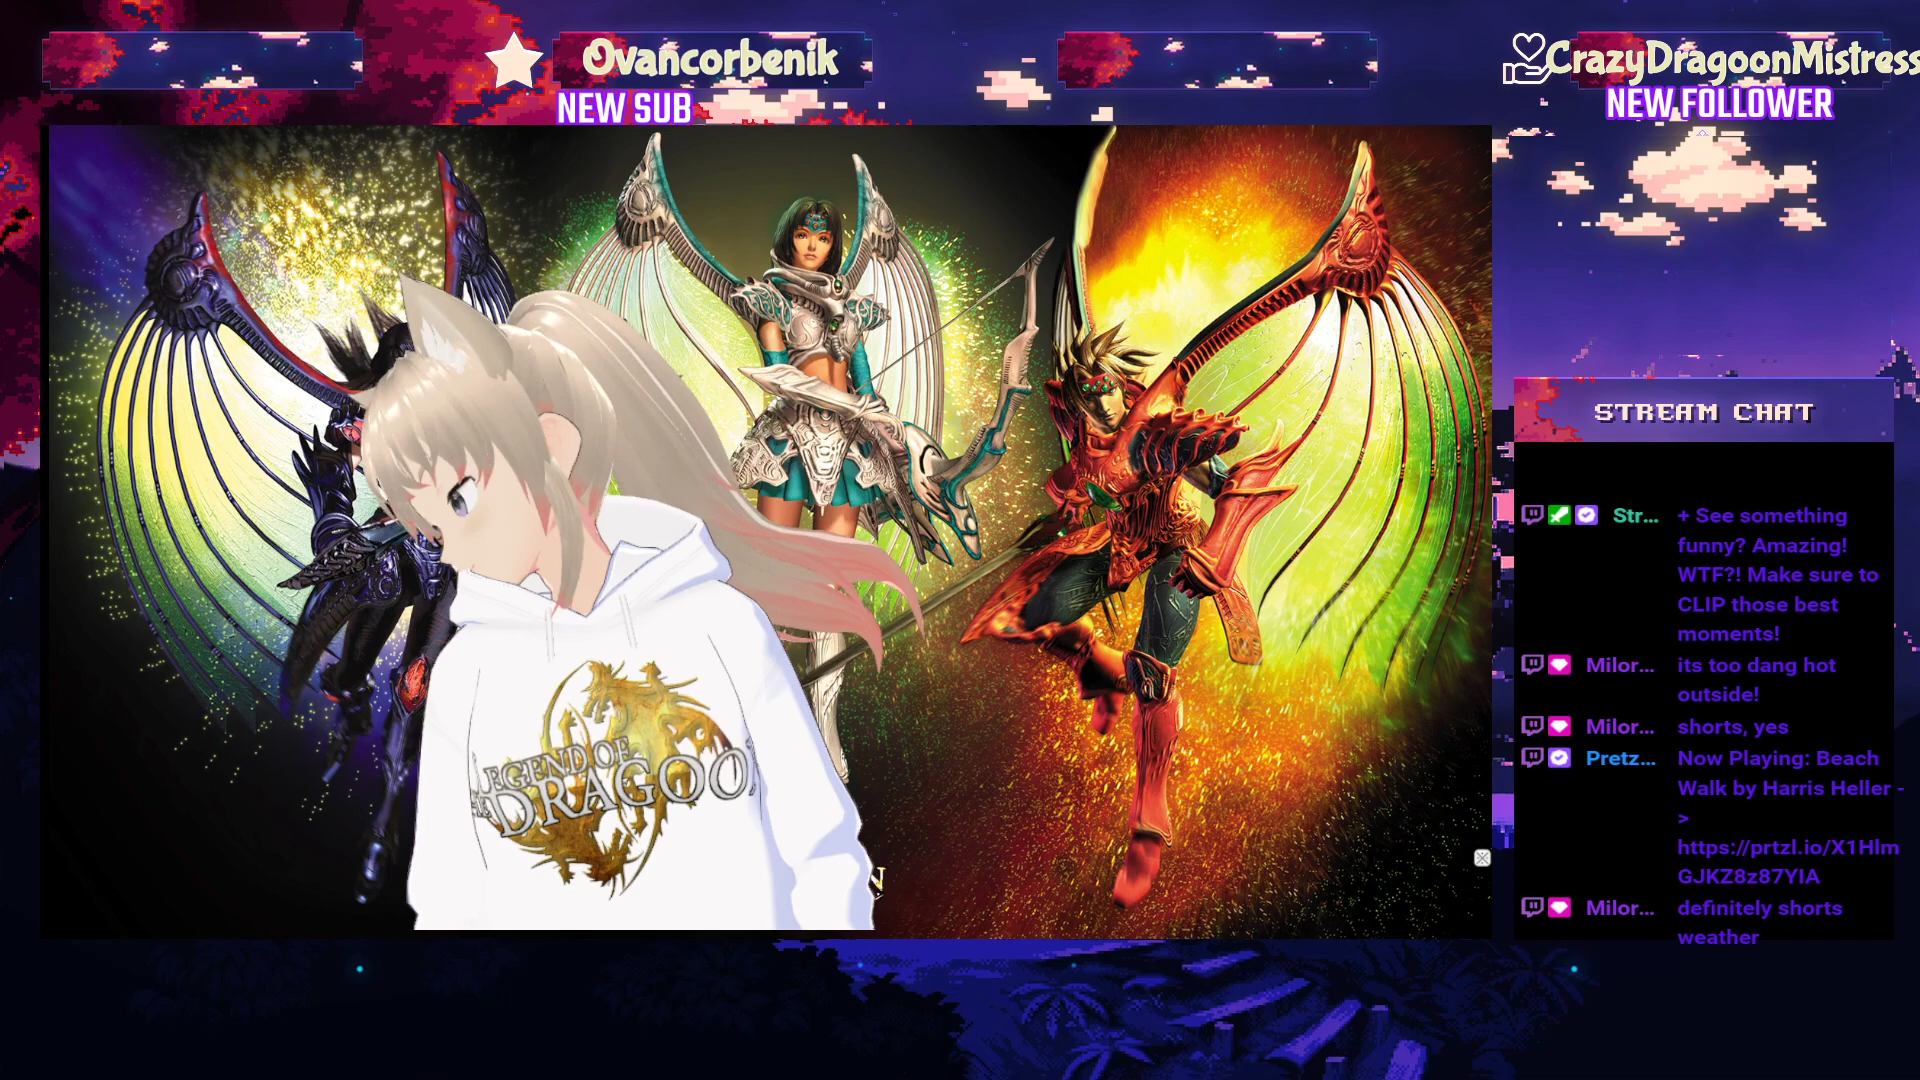 Ovancorbenik
NEW SUB
CrazyDragoonMistress
NEW FOLLOWER
STREAM CHAT
Str... + See something
funny? Amazing!
WTF?! Make sure to
CLIP those best
moments!
Milor... its too dang hot
outside!
Milor... shorts, yes
Pretz... Now Playing: Beach
Walk by Harris Heller -
>
https://prtzl.io/X1Hlm
GJKZ8z87YIA
Milor... definitely shorts
weather
LEGEND OF
DRAGOO
N